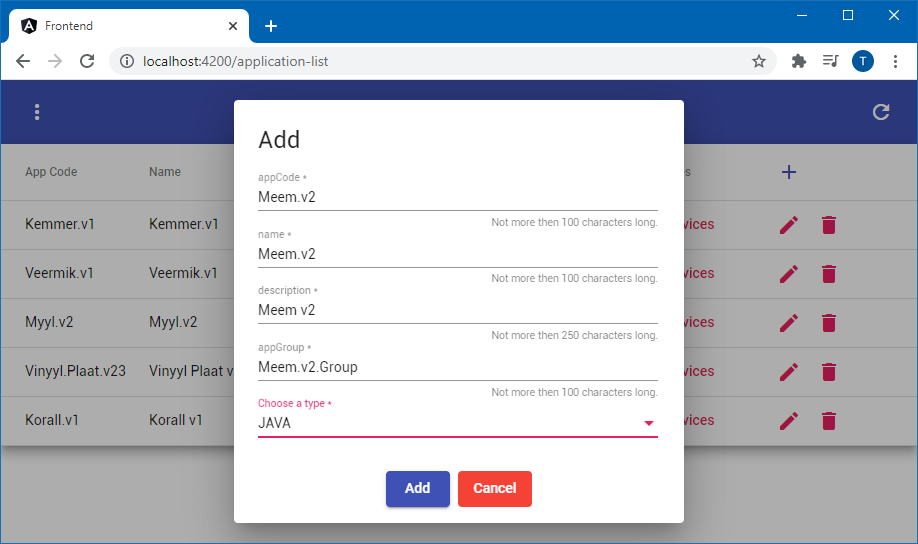 Frontend
localhost:4200/application-list
T
Add
App Code Name
appCode *
Meem.v2
Not more then 100 characters long.
Kemmer.v1 Kemmer.v1 vices
name *
Meem.v2
Not more then 100 characters long.
Veermik.v1 Veermik.v1 vices
description *
Meem v2
Not more then 250 characters long.
Myyl.v2 Myyl.v2 vices
appGroup *
Meem.v2.Group
Not more then 100 characters long.
Vinyyl.Plaat.v23 Vinyyl Plaat v vices
Choose a type *
JAVA
Korall.v1 Korall v1 vices
Add Cancel